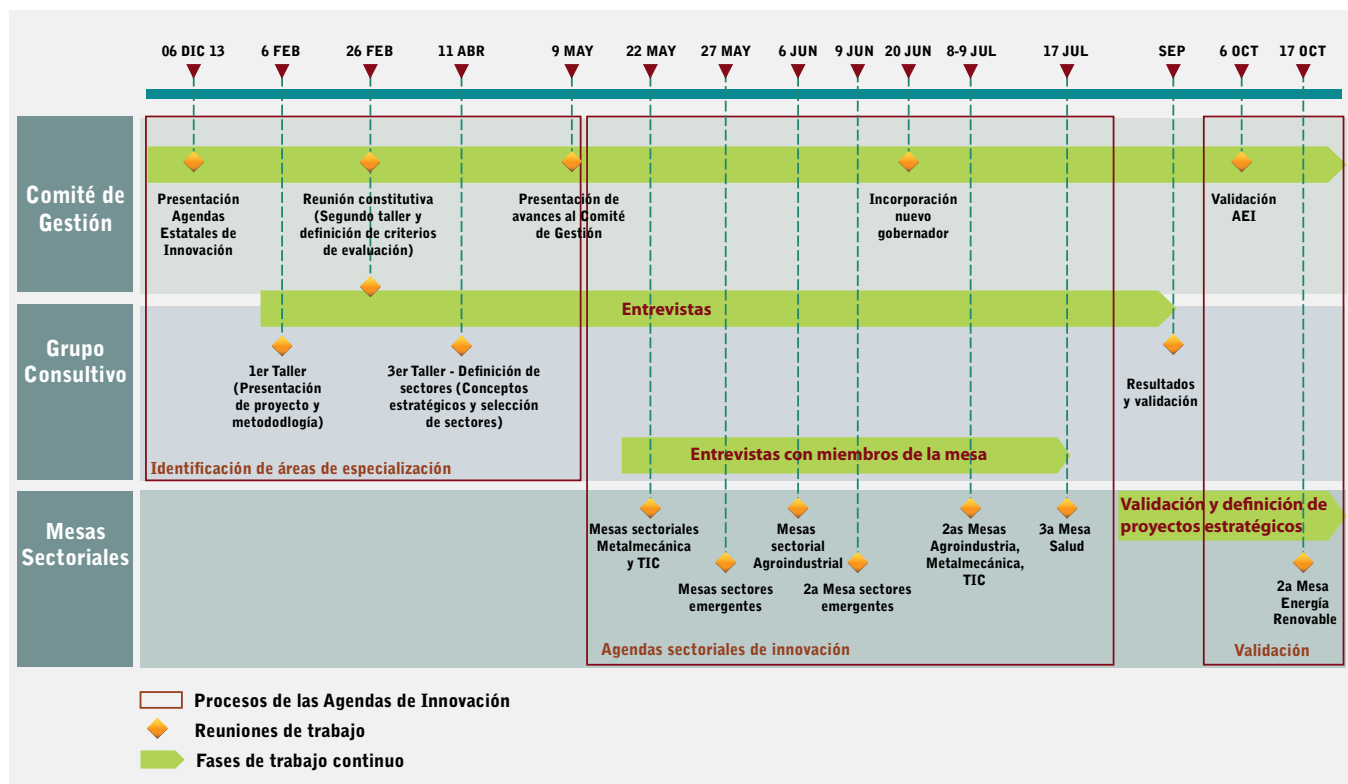 06 DIC 13
6 FEB
26 FEB
11 ABR
9 MAY
22 MAY
27 MAY
6 JUN
9 JUN
20 JUN
8-9 JUL
17 JUL
SEP
6 OCT
17 OCT
Comité de
Gestión
Presentación
Agendas
Estatales de
Innovación
Reunión constitutiva
(Segundo taller y
definición de criterios
de evaluación)
Presentación de
avances al Comité
de Gestión
Incorporación
nuevo
gobernador
Validación
AEI
Grupo
Consultivo
Entrevistas
1er Taller
(Presentación
de proyecto y
metododlogía)
3er Taller - Definición de
sectores (Conceptos
estratégicos y selección
de sectores)
Resultados
y validación
Identificación de áreas de especialización
Entrevistas con miembros de la mesa
Mesas
Sectoriales
Mesas sectoriales
Metalmecánica
y TIC
Mesas sectores
emergentes
Mesas
sectorial
Agroindustrial
2a Mesa sectores
emergentes
2as Mesas
Agroindustria,
Metalmecánica,
TIC
3a Mesa
Salud
Validación y definición de
proyectos estratégicos
2a Mesa
Energía
Renovable
Agendas sectoriales de innovación
Validación
Procesos de las Agendas de Innovación
Reuniones de trabajo
Fases de trabajo continuo